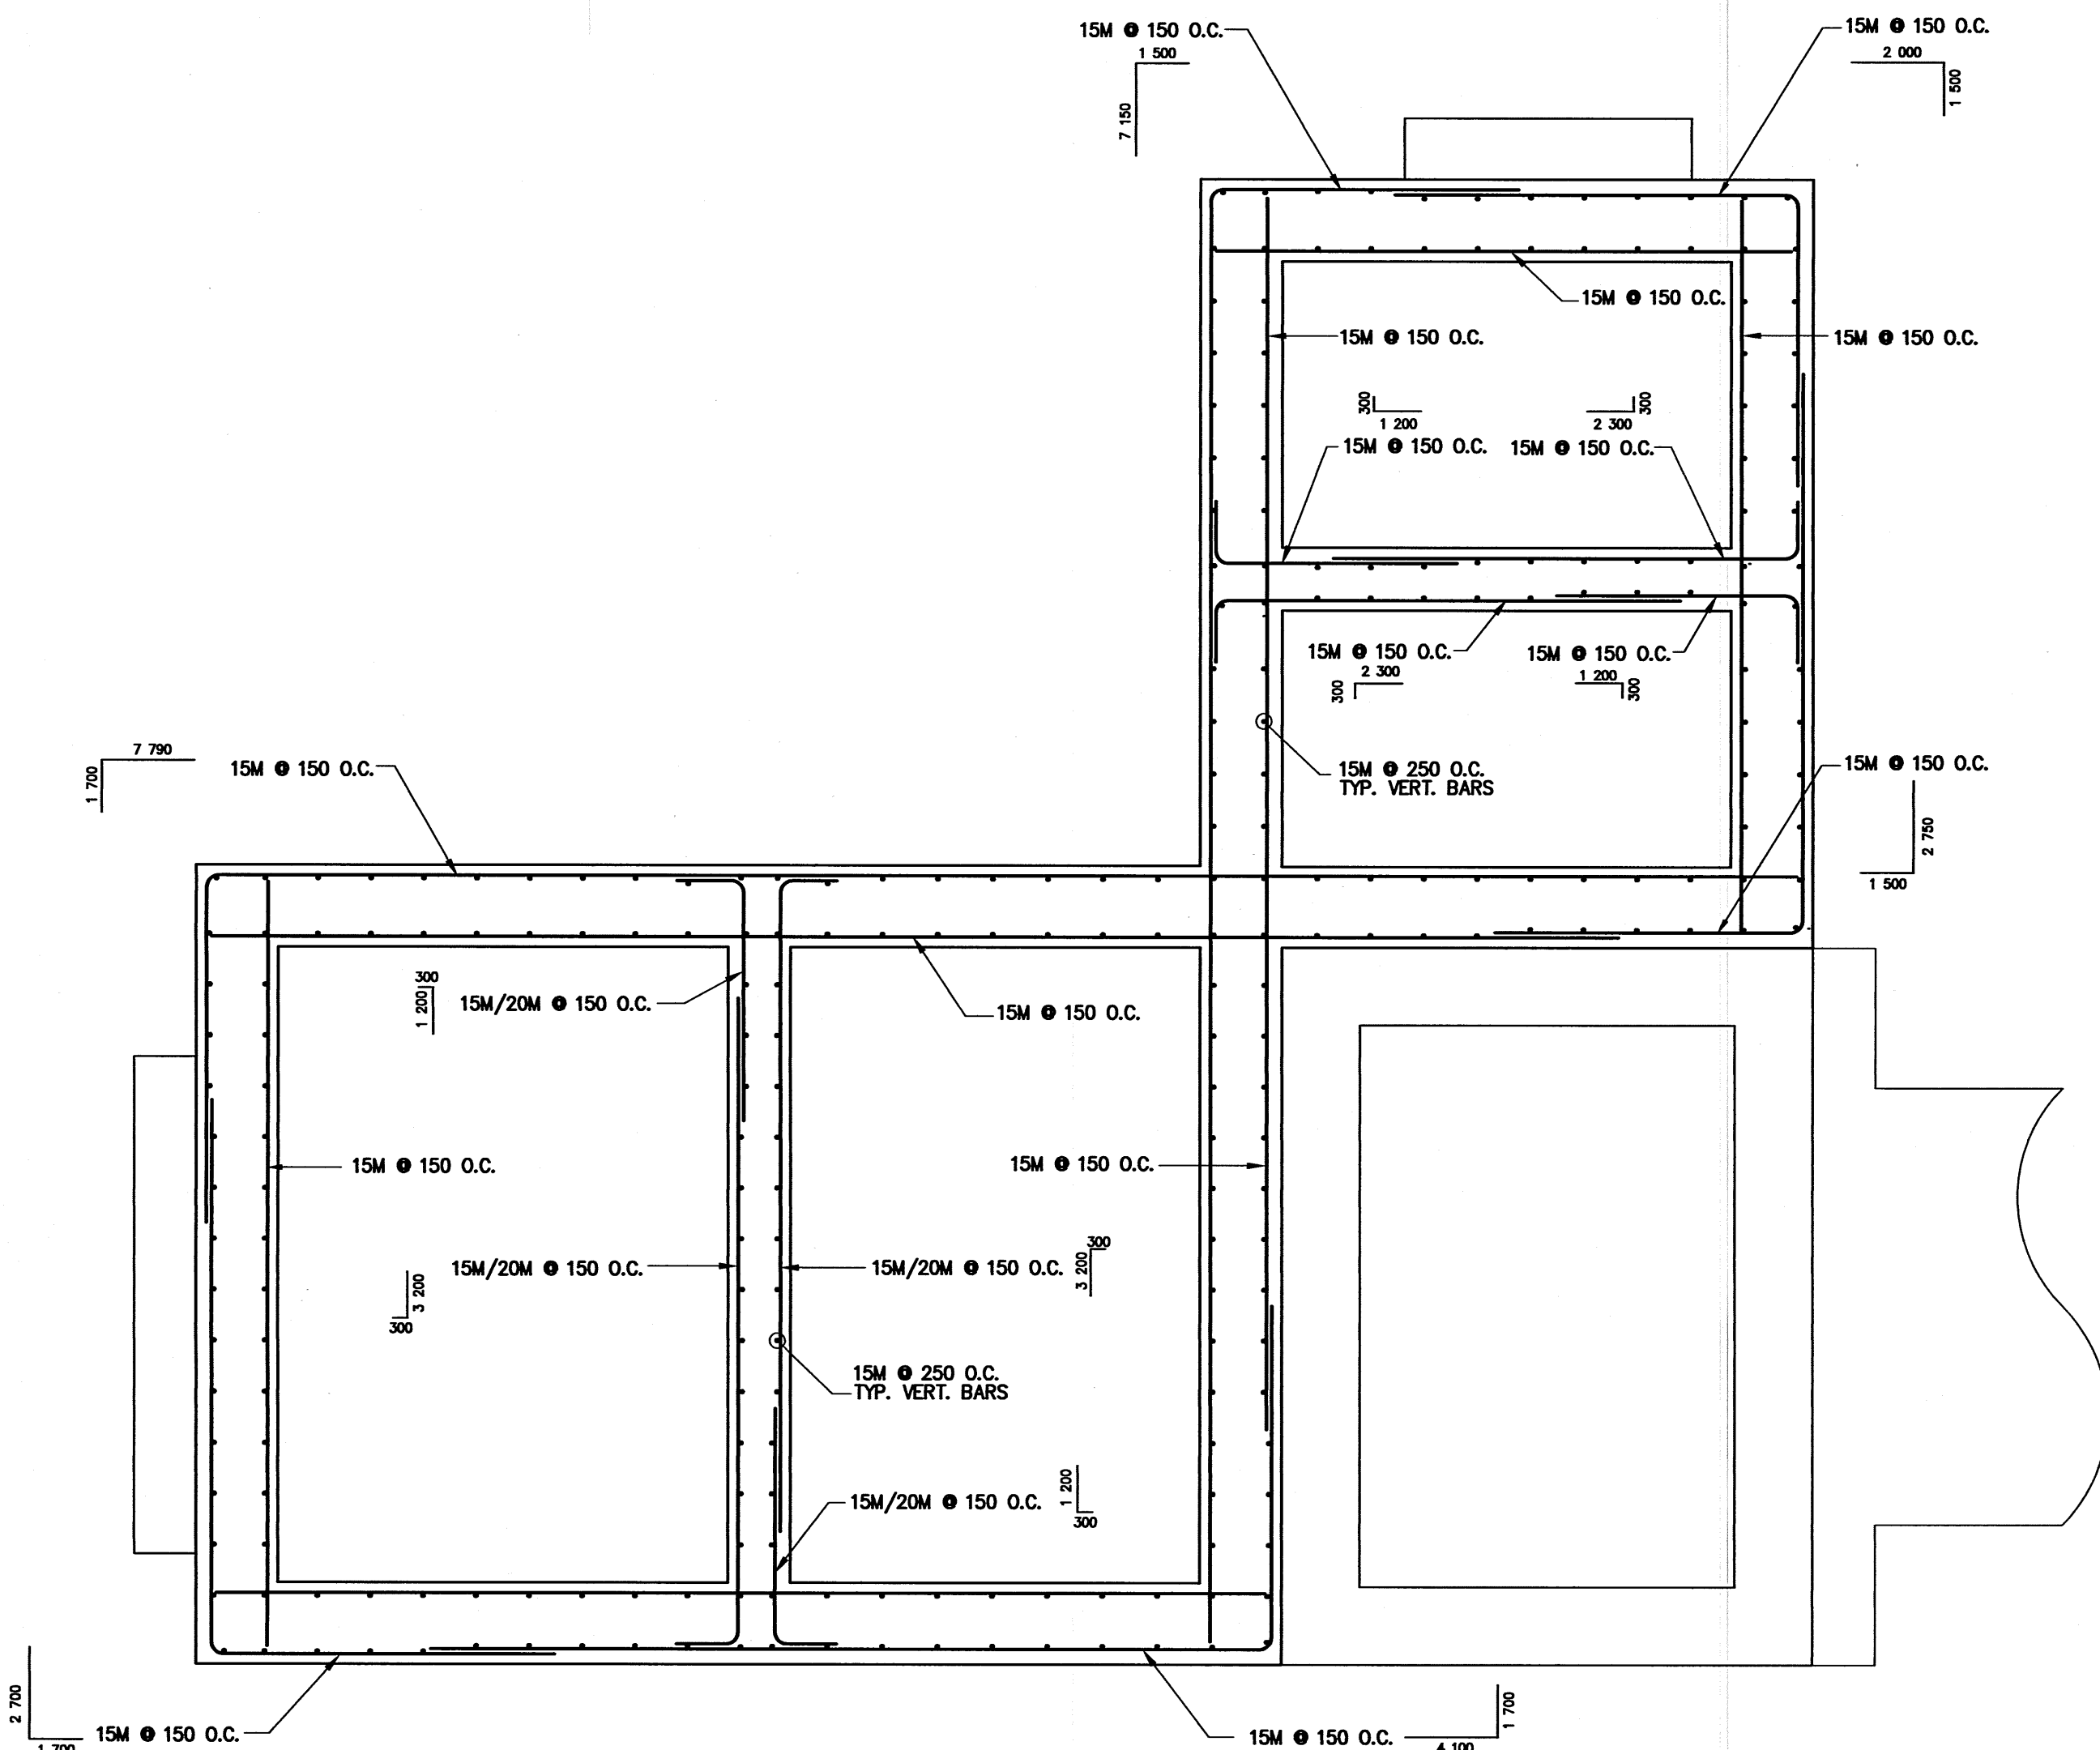 15M @ 150 O.C.
1 500
7 150
15M @ 150 O.C.
2 000
1 500
15M @ 150 O.C.
15M @ 150 O.C.
15M @ 150 O.C.
300
1 200
300
2 300
15M @ 150 O.C.
15M @ 150 O.C.
15M @ 150 O.C.
2 300
300
15M @ 150 O.C.
1 200
300
15M @ 250 O.C.
TYP. VERT. BARS
7 790
1 700
15M @ 150 O.C.
15M @ 150 O.C.
2 750
1 500
300
1 200
15M/20M @ 150 O.C.
15M @ 150 O.C.
15M @ 150 O.C.
15M @ 150 O.C.
15M/20M @ 150 O.C.
3 200
300
15M/20M @ 150 O.C.
300
3 200
15M @ 250 O.C.
TYP. VERT. BARS
15M/20M @ 150 O.C.
1 200
300
2 700
1 700
15M @ 150 O.C.
15M @ 150 O.C.
1 700
4 100